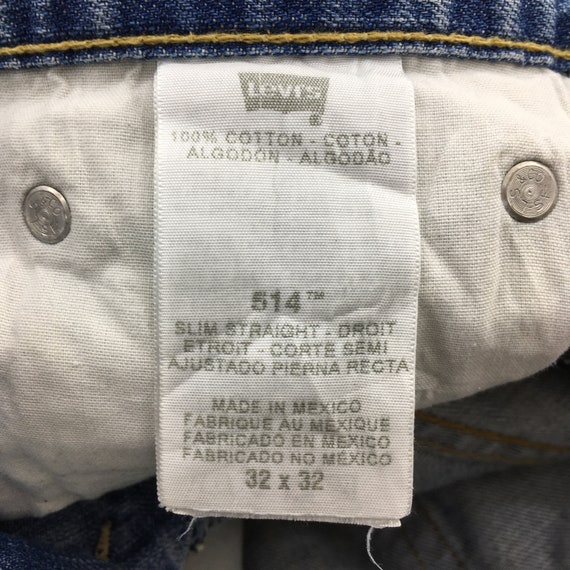 Levi's
®
100% COTTON - COTON -
ALGODÓN - ALGODÃO
514™
SLIM STRAIGHT - DROIT
ETROIT - CORTE SEMI
AJUSTADO PIERNA RECTA
MADE IN MEXICO
FABRIQUE AU MEXIQUE
FABRICADO EN MEXICO
FABRICADO NO MÉXICO
32 x 32